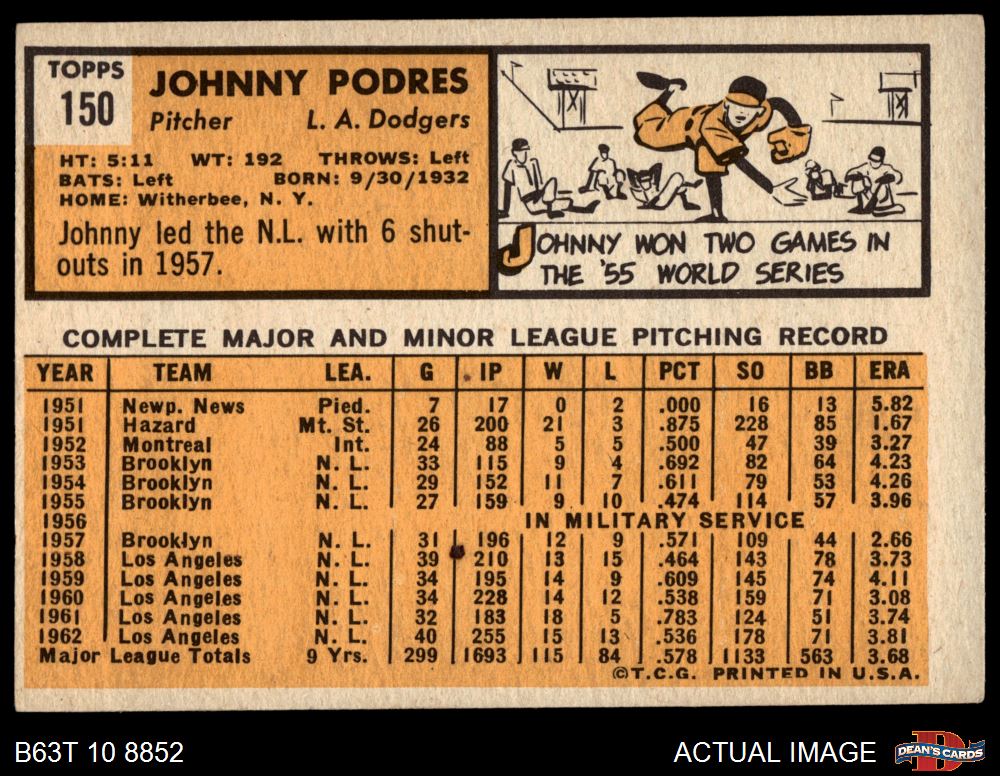 TOPPS
150
JOHNNY PODRES
Pitcher L. A. Dodgers
HT: 5:11 WT: 192 THROWS: Left
BATS: Left BORN: 9/30/1932
HOME: Witherbee, N. Y.
Johnny led the N.L. with 6 shut-
outs in 1957.
JOHNNY WON TWO GAMES IN
THE '55 WORLD SERIES
COMPLETE MAJOR AND MINOR LEAGUE PITCHING RECORD
YEAR TEAM LEA. G IP W L PCT SO BB ERA
1951 Newp. News Pied. 7 17 0 2 .000 16 13 5.82
1951 Hazard Mt. St. 26 200 21 3 .875 228 85 1.67
1952 Montreal Int. 24 88 5 5 .500 47 39 3.27
1953 Brooklyn N. L. 33 115 9 4 .692 82 64 4.23
1954 Brooklyn N. L. 29 152 11 7 .611 79 53 4.26
1955 Brooklyn N. L. 27 159 9 10 .474 114 57 3.96
1956 IN MILITARY SERVICE
1957 Brooklyn N. L. 31 196 12 9 .571 109 44 2.66
1958 Los Angeles N. L. 39 210 13 15 .464 143 78 3.73
1959 Los Angeles N. L. 34 195 14 9 .609 145 74 4.11
1960 Los Angeles N. L. 34 228 14 12 .538 159 71 3.08
1961 Los Angeles N. L. 32 183 18 5 .783 124 51 3.74
1962 Los Angeles N. L. 40 255 15 13 .536 178 71 3.81
Major League Totals 9 Yrs. 299 1693 115 84 .578 1133 563 3.68
©T.C.G. PRINTED IN U.S.A.
B63T 10 8852 ACTUAL IMAGE DEAN'S CARDS